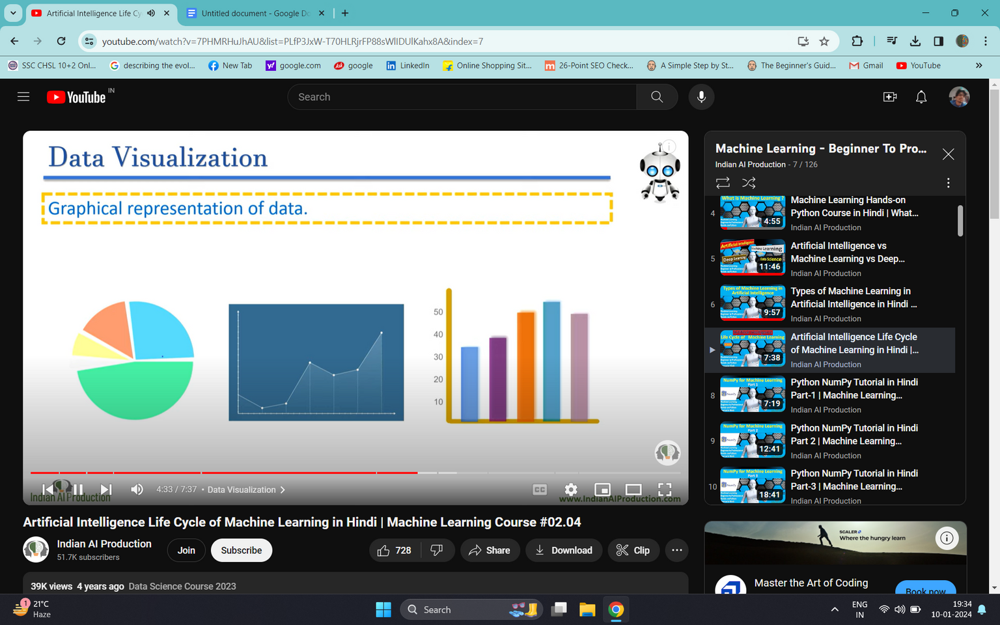 Artificial Intelligence Life Cy
Untitled document - Google Do
youtube.com/watch?v=7PHMRHuJhAU&list=PLfP3JxW-T70HLRjrFP88sWlIDUlKahx8A&index=7
SSC CHSL 10+2 Onl...
describing the evol...
New Tab
google.com
google
LinkedIn
Online Shopping Sit...
26-Point SEO Check...
A Simple Step by St...
The Beginner's Guid...
Gmail
YouTube
YouTube IN
Search
Data Visualization
Graphical representation of data.
50
40
30
20
10
4:33 / 7:37 • Data Visualization
CC
Indian AI Production
www.IndianAIProduction.com
Artificial Intelligence Life Cycle of Machine Learning in Hindi | Machine Learning Course #02.04
Indian AI Production
51.7K subscribers
Join
Subscribe
728
Share
Download
Clip
39K views 4 years ago Data Science Course 2023
Machine Learning - Beginner To Pro...
Indian AI Production - 7 / 126
4
What is Machine Learning ?
4:55
Machine Learning Hands-on
Python Course in Hindi | What...
Indian AI Production
5
Artificial Intelligence
Machine Learning
Deep Learning
Data Science
11:46
Artificial Intelligence vs
Machine Learning vs Deep...
Indian AI Production
6
Types of Machine Learning in
Artificial Intelligence
9:57
Types of Machine Learning in
Artificial Intelligence in Hindi ...
Indian AI Production
Life Cycle of Machine Learning
7:38
Artificial Intelligence Life Cycle
of Machine Learning in Hindi |...
Indian AI Production
8
NumPy for Machine Learning
Part 1
NumPy
7:19
Python NumPy Tutorial in Hindi
Part-1 | Machine Learning...
Indian AI Production
9
NumPy for Machine Learning
Part 2
NumPy
12:41
Python NumPy Tutorial in Hindi
Part 2 | Machine Learning...
Indian AI Production
10
NumPy for Machine Learning
Part 3
NumPy
18:41
Python NumPy Tutorial in Hindi
Part-3 | Machine Learning...
Indian AI Production
SCALER
Where the hungry learn
Master the Art of Coding
Book now
1
21°C
Haze
Search
ENG
IN
19:34
10-01-2024